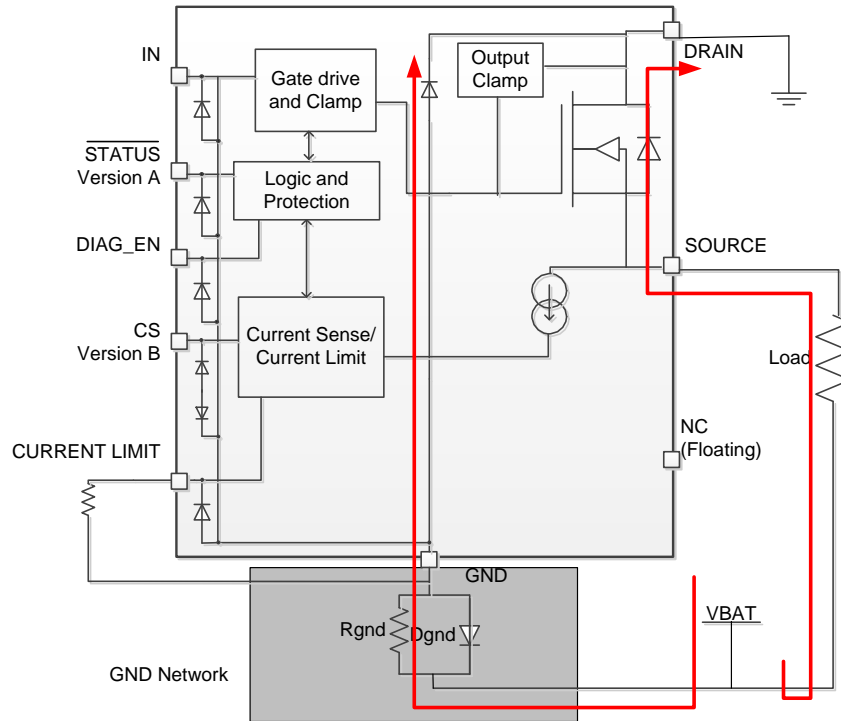 IN
STATUS
Version A
DIAG_EN
CS
Version B
CURRENT LIMIT
Gate drive
and Clamp
Logic and
Protection
Current Sense/
Current Limit
Output
Clamp
DRAIN
SOURCE
Load
NC
(Floating)
GND
Rgnd
Dgnd
VBAT
GND Network